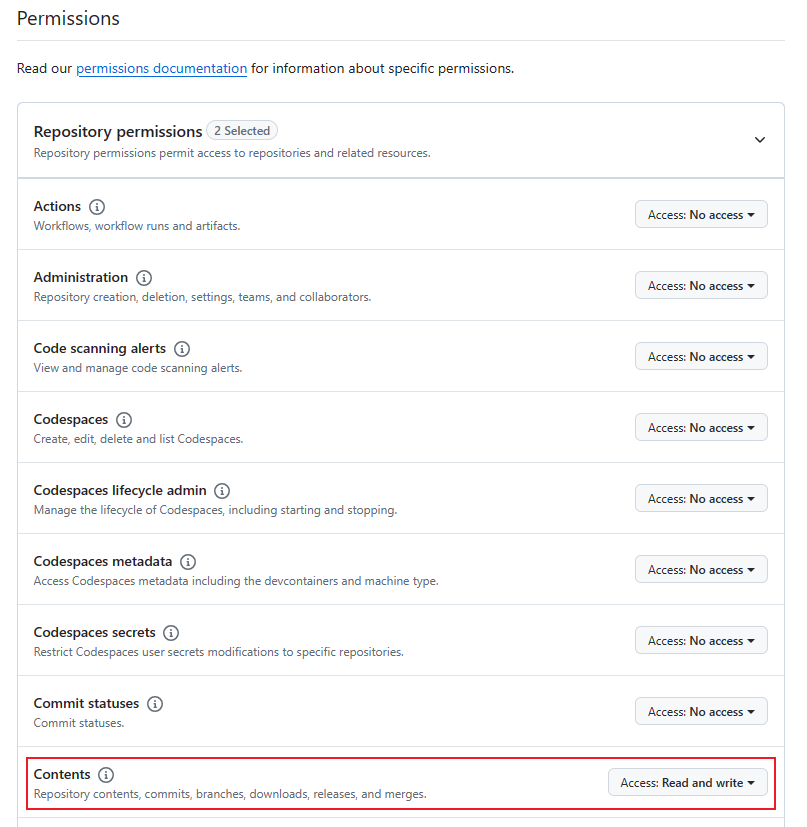 Permissions
Read our permissions documentation for information about specific permissions.
Repository permissions 2 Selected
Repository permissions permit access to repositories and related resources.
Actions
Workflows, workflow runs and artifacts.
Access: No access
Administration
Repository creation, deletion, settings, teams, and collaborators.
Access: No access
Code scanning alerts
View and manage code scanning alerts.
Access: No access
Codespaces
Create, edit, delete and list Codespaces.
Access: No access
Codespaces lifecycle admin
Manage the lifecycle of Codespaces, including starting and stopping.
Access: No access
Codespaces metadata
Access Codespaces metadata including the devcontainers and machine type.
Access: No access
Codespaces secrets
Restrict Codespaces user secrets modifications to specific repositories.
Access: No access
Commit statuses
Commit statuses.
Access: No access
Contents
Repository contents, commits, branches, downloads, releases, and merges.
Access: Read and write